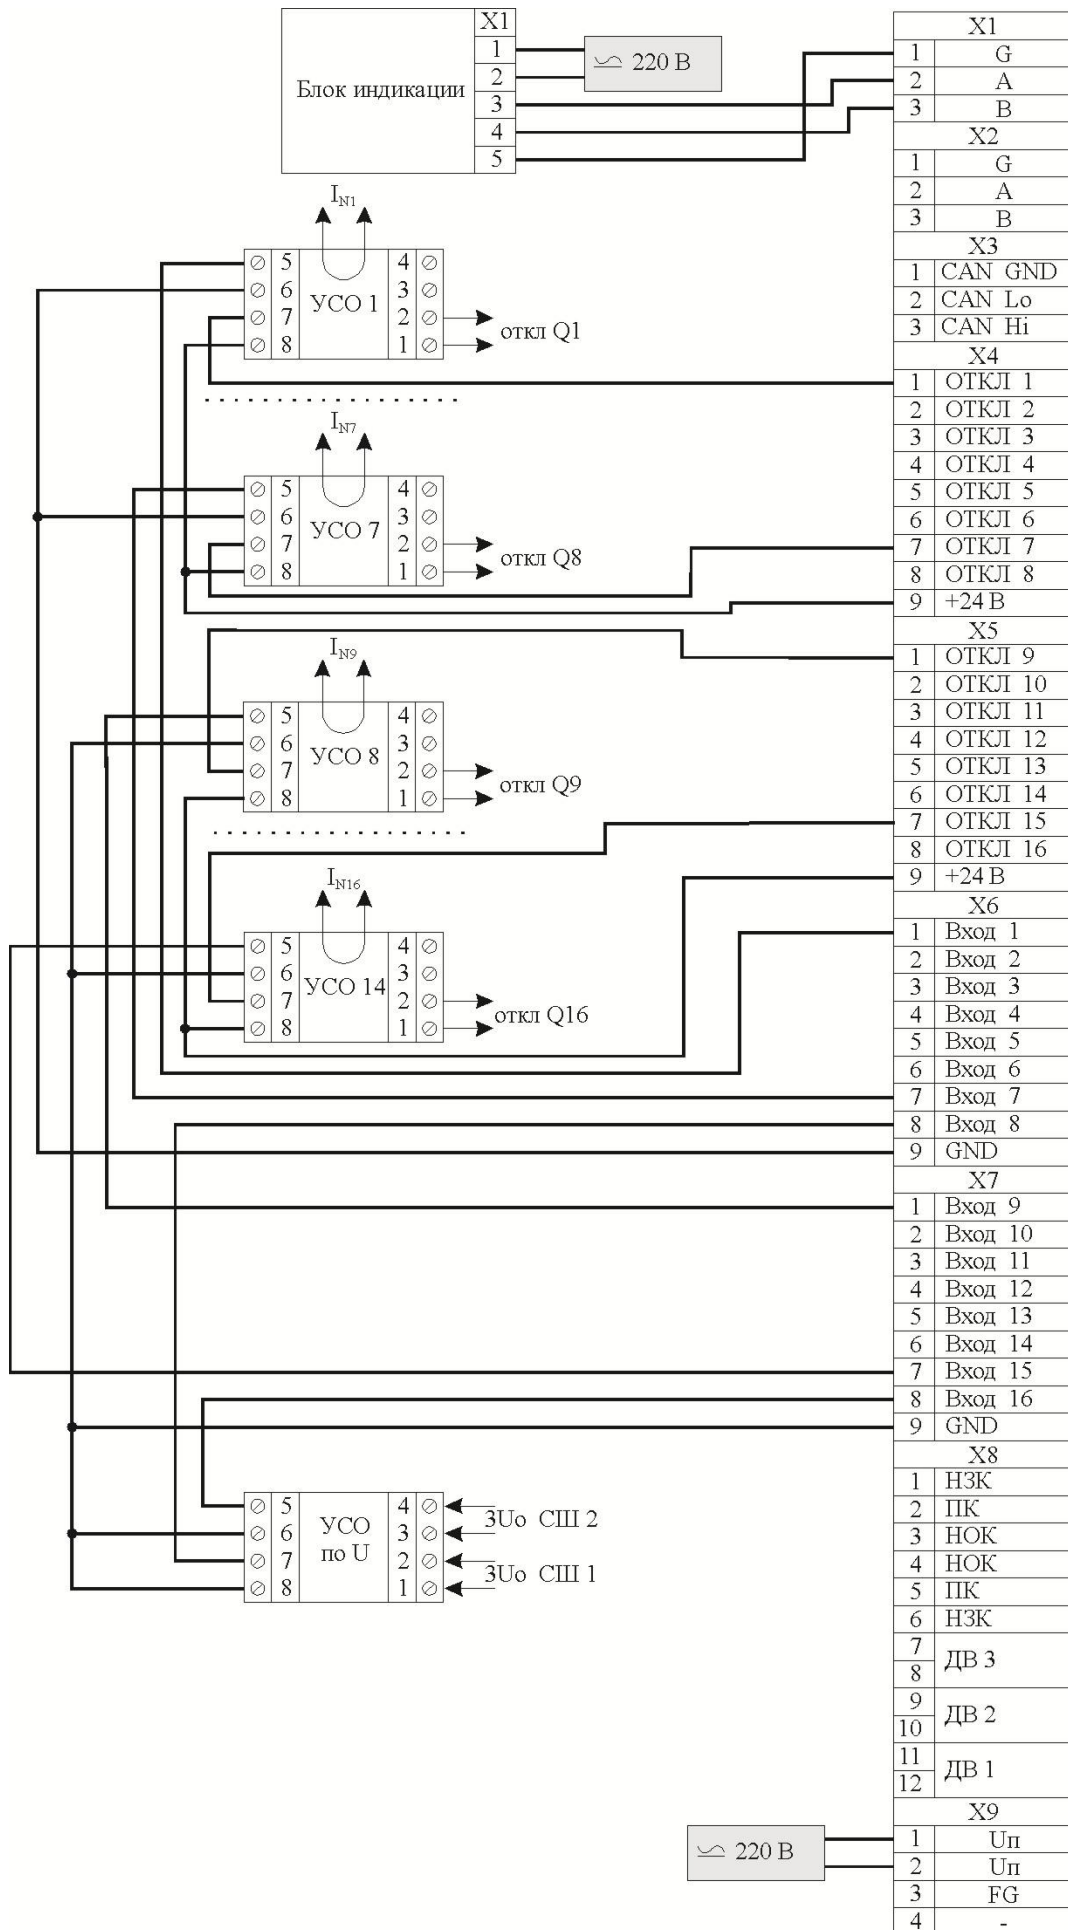 Блок индикации
X1
1
2
3
4
5
220 В
I_N1
5 УСО 1 4
6 3
7 2
8 1
откл Q1
I_N7
5 УСО 7 4
6 3
7 2
8 1
откл Q8
I_N9
5 УСО 8 4
6 3
7 2
8 1
откл Q9
I_N16
5 УСО 14 4
6 3
7 2
8 1
откл Q16
5 УСО 4
6 по U 3
7 2
8 1
3Uo СШ 2
3Uo СШ 1
220 В
X1
1 G
2 A
3 B
X2
1 G
2 A
3 B
X3
1 CAN GND
2 CAN Lo
3 CAN Hi
X4
1 ОТКЛ 1
2 ОТКЛ 2
3 ОТКЛ 3
4 ОТКЛ 4
5 ОТКЛ 5
6 ОТКЛ 6
7 ОТКЛ 7
8 ОТКЛ 8
9 +24 В
X5
1 ОТКЛ 9
2 ОТКЛ 10
3 ОТКЛ 11
4 ОТКЛ 12
5 ОТКЛ 13
6 ОТКЛ 14
7 ОТКЛ 15
8 ОТКЛ 16
9 +24 В
X6
1 Вход 1
2 Вход 2
3 Вход 3
4 Вход 4
5 Вход 5
6 Вход 6
7 Вход 7
8 Вход 8
9 GND
X7
1 Вход 9
2 Вход 10
3 Вход 11
4 Вход 12
5 Вход 13
6 Вход 14
7 Вход 15
8 Вход 16
9 GND
X8
1 НЗК
2 ПК
3 НОК
4 НОК
5 ПК
6 НЗК
7
8 ДВ 3
9
10 ДВ 2
11
12 ДВ 1
X9
1 Uп
2 Uп
3 FG
4 -